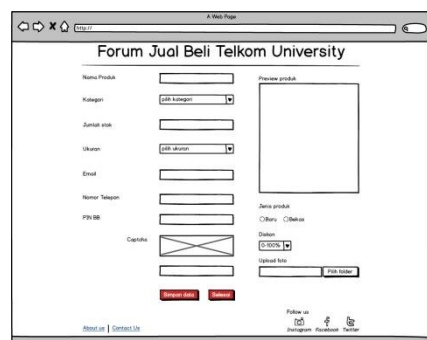 A Web Page
http://
Forum Jual Beli Telkom University
Nama Produk
Kategori
pilih kategori
Jumlah stok
Ukuran
pilih ukuran
Email
Nomor Telepon
PIN BB
Captcha
Simpan data
Selesai
About us | Contact Us
Preview produk
Jenis produk
Baru Bekas
Diskon
0-100%
Upload foto
Pilih folder
Follow us
Instagram Facebook Twitter